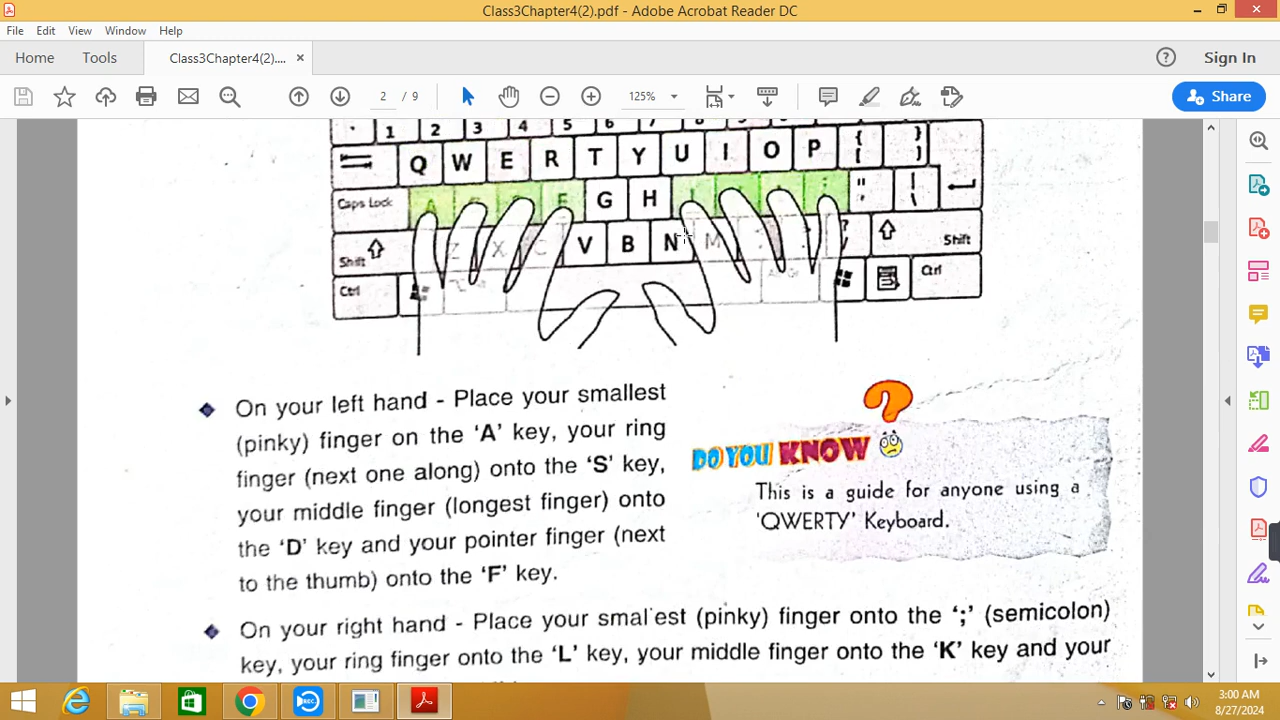 Class3Chapter4(2).pdf - Adobe Acrobat Reader DC
File Edit View Window Help
Home Tools Class3Chapter4(2).... × Sign In
2 / 9 125% Share
1 2 3 4 5 6 7 8
Q W E R T Y U I O P { [ } ]
Caps Lock A F G H J ; " ' | \
Shift Z X C V B N M ? / Shift
Ctrl Ctrl
On your left hand - Place your smallest
(pinky) finger on the ‘A’ key, your ring
finger (next one along) onto the ‘S’ key,
your middle finger (longest finger) onto
the ‘D’ key and your pointer finger (next
to the thumb) onto the ‘F’ key.
?
DO YOU KNOW
This is a guide for anyone using a
'QWERTY' Keyboard.
On your right hand - Place your smal est (pinky) finger onto the ‘;’ (semicolon)
key, your ring finger onto the ‘L’ key, your middle finger onto the ‘K’ key and your
REC
3:00 AM
8/27/2024